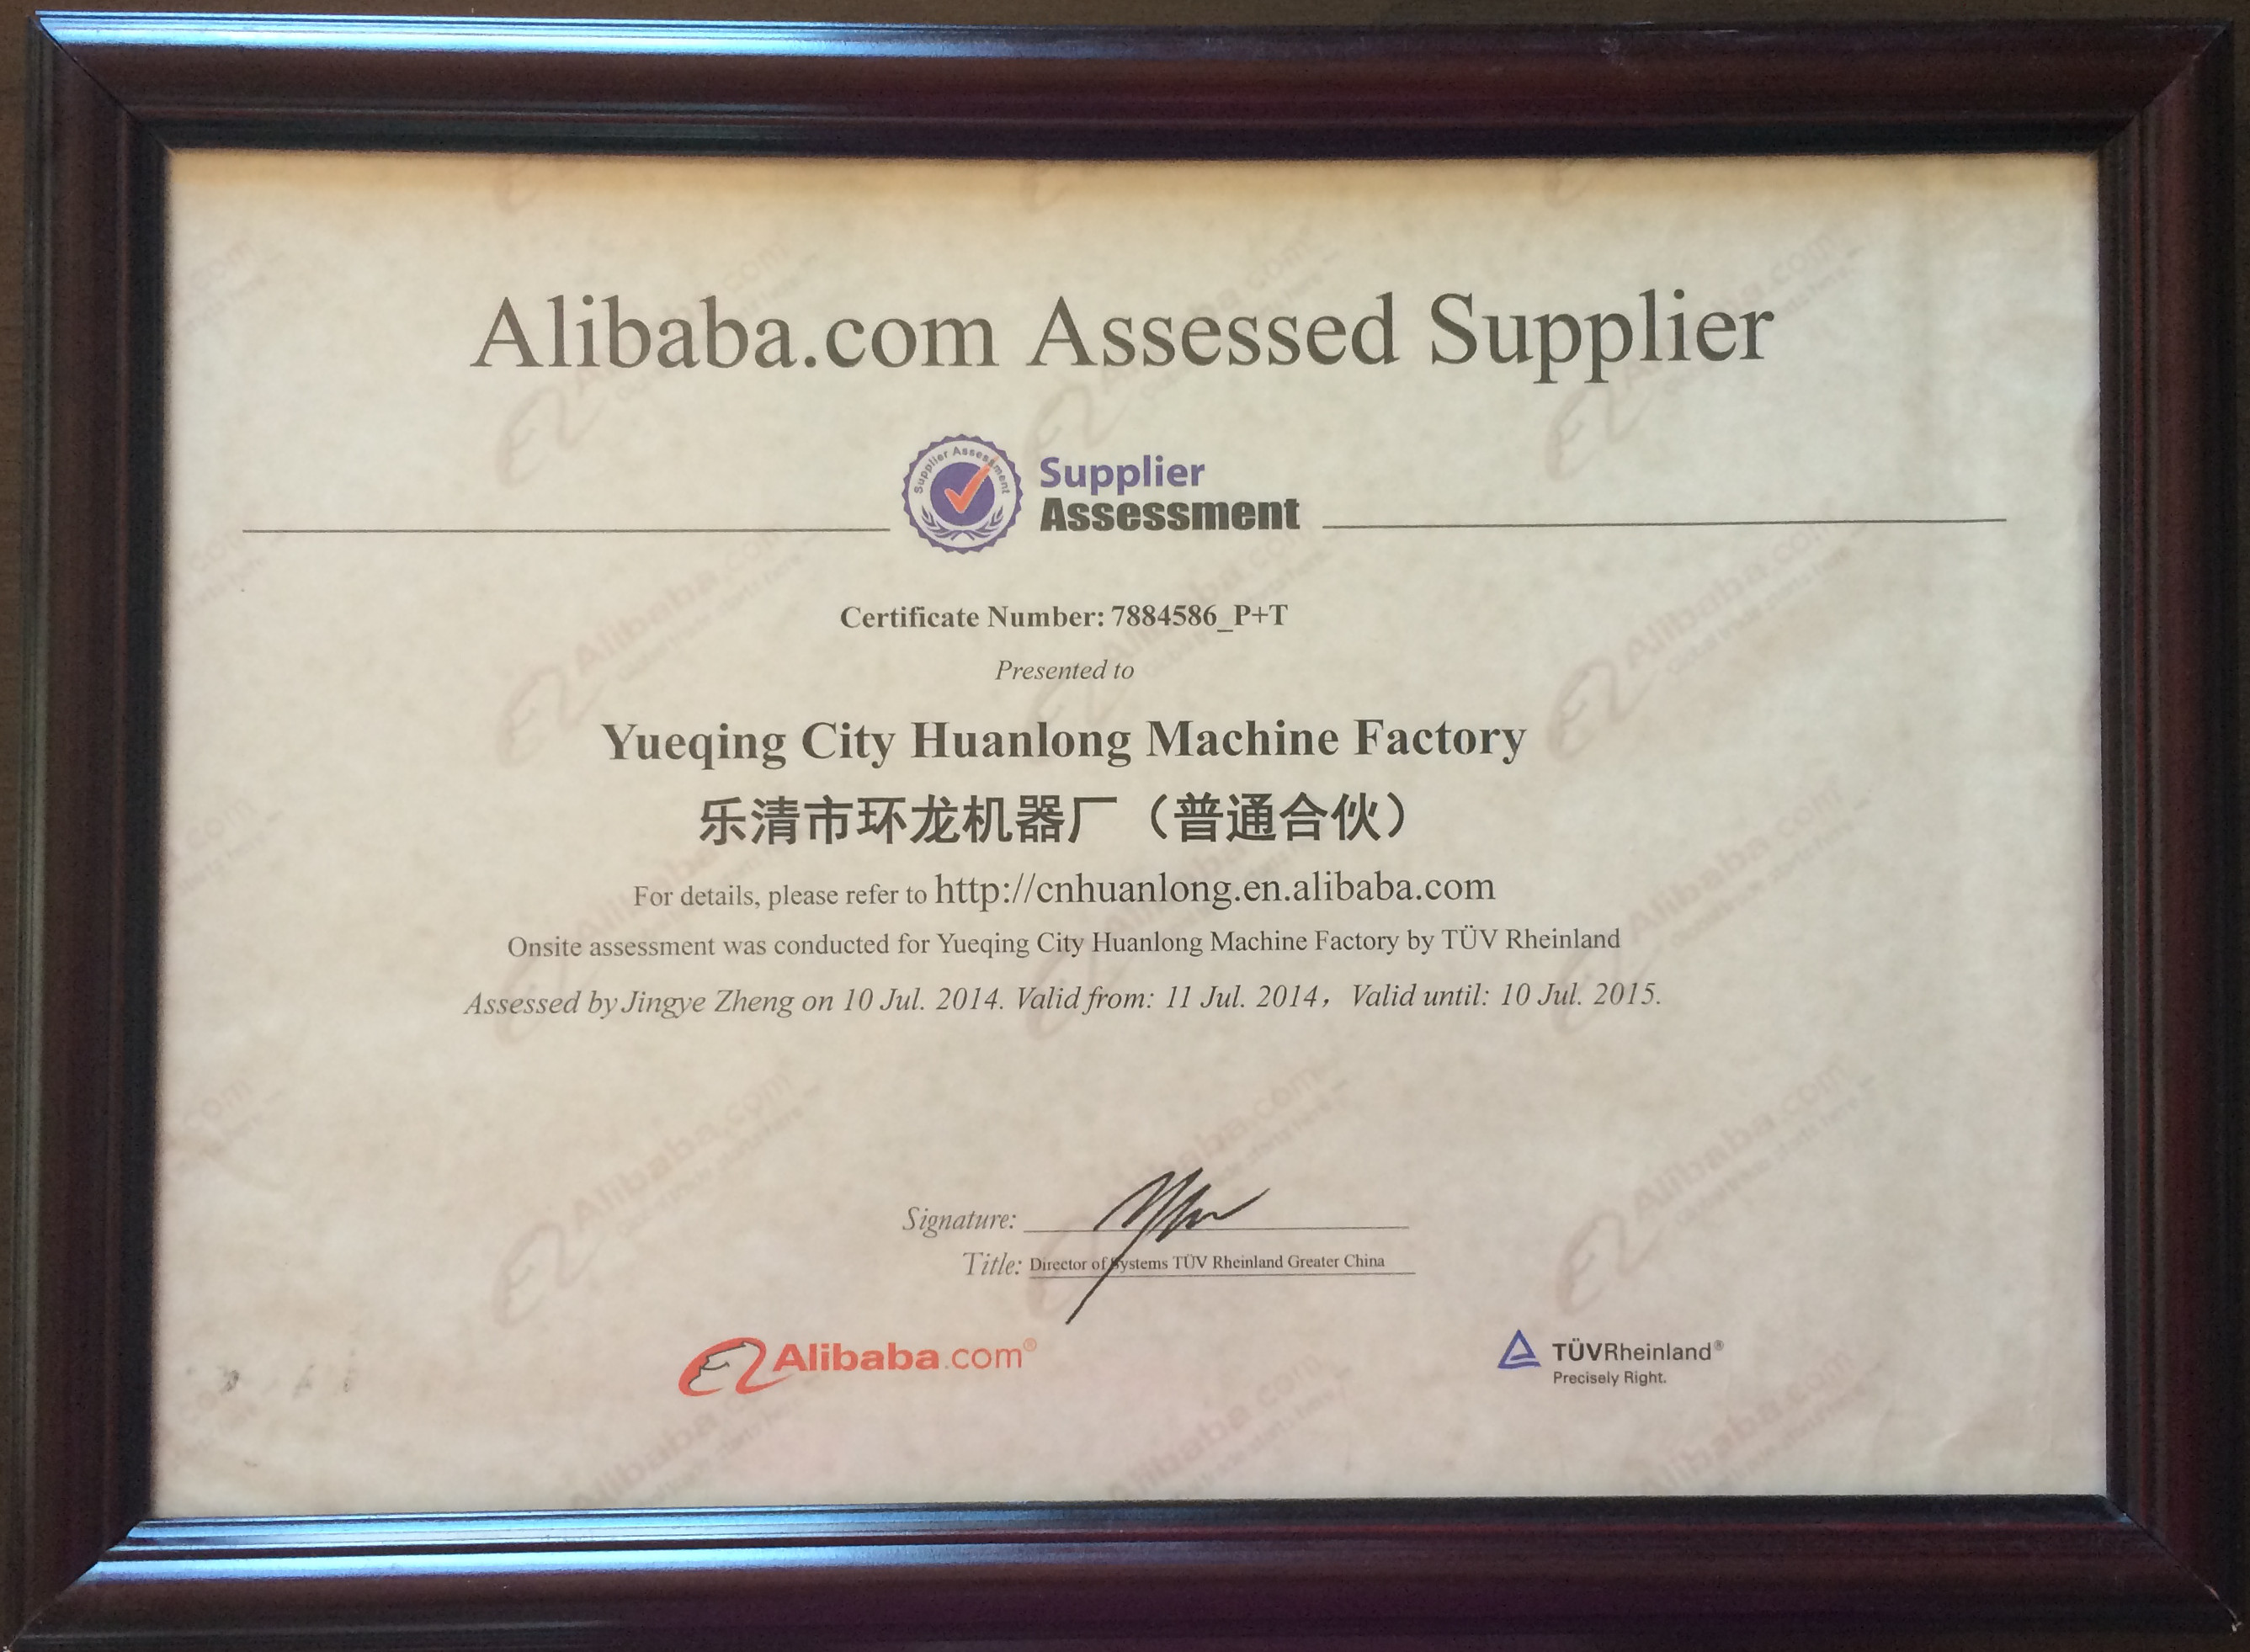 Alibaba.com Assessed Supplier
Supplier Assessment
Supplier
Assessment
Certificate Number: 7884586_P+T
Presented to
Yueqing City Huanlong Machine Factory
乐清市环龙机器厂（普通合伙）
For details, please refer to http://cnhuanlong.en.alibaba.com
Onsite assessment was conducted for Yueqing City Huanlong Machine Factory by TÜV Rheinland
Assessed by Jingye Zheng on 10 Jul. 2014. Valid from: 11 Jul. 2014，Valid until: 10 Jul. 2015.
Signature:
Title: Director of Systems TÜV Rheinland Greater China
Alibaba.com®
TÜVRheinland®
Precisely Right.